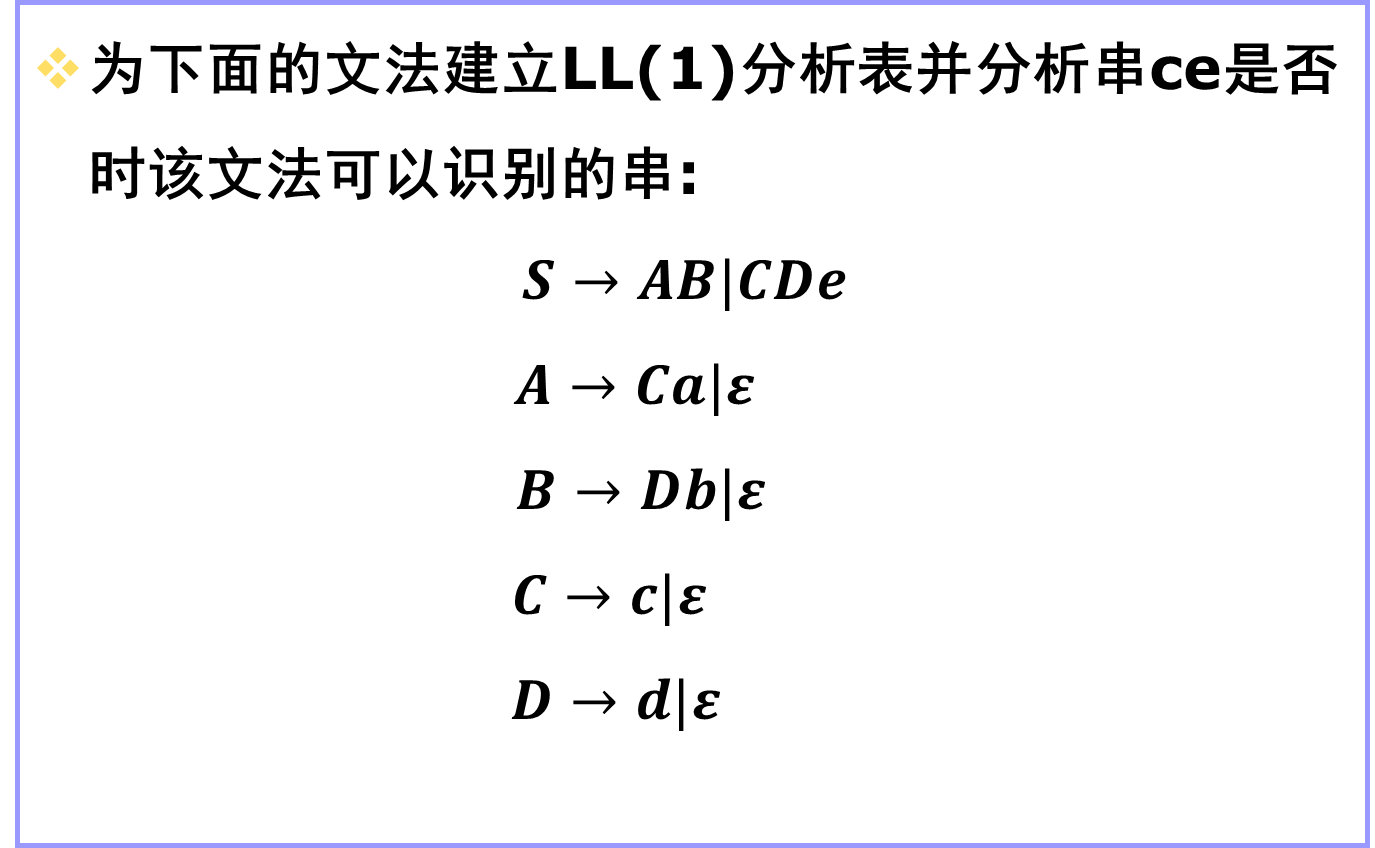 为下面的文法建立LL(1)分析表并分析串ce是否
时该文法可以识别的串:
S → AB|CDe
A → Ca|ε
B → Db|ε
C → c|ε
D → d|ε